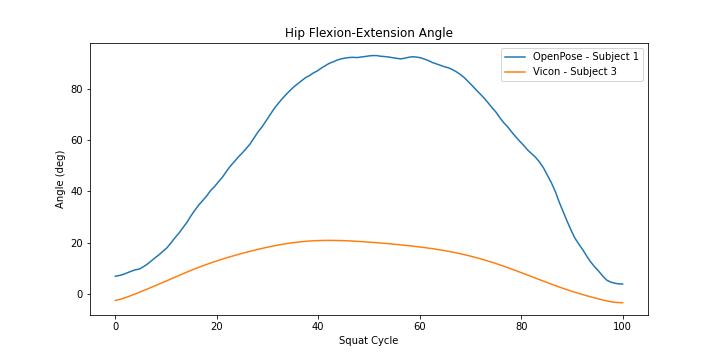 Hip Flexion-Extension Angle
OpenPose - Subject 1
Vicon - Subject 3
Angle (deg)
80
60
40
20
0
0 20 40 60 80 100
Squat Cycle